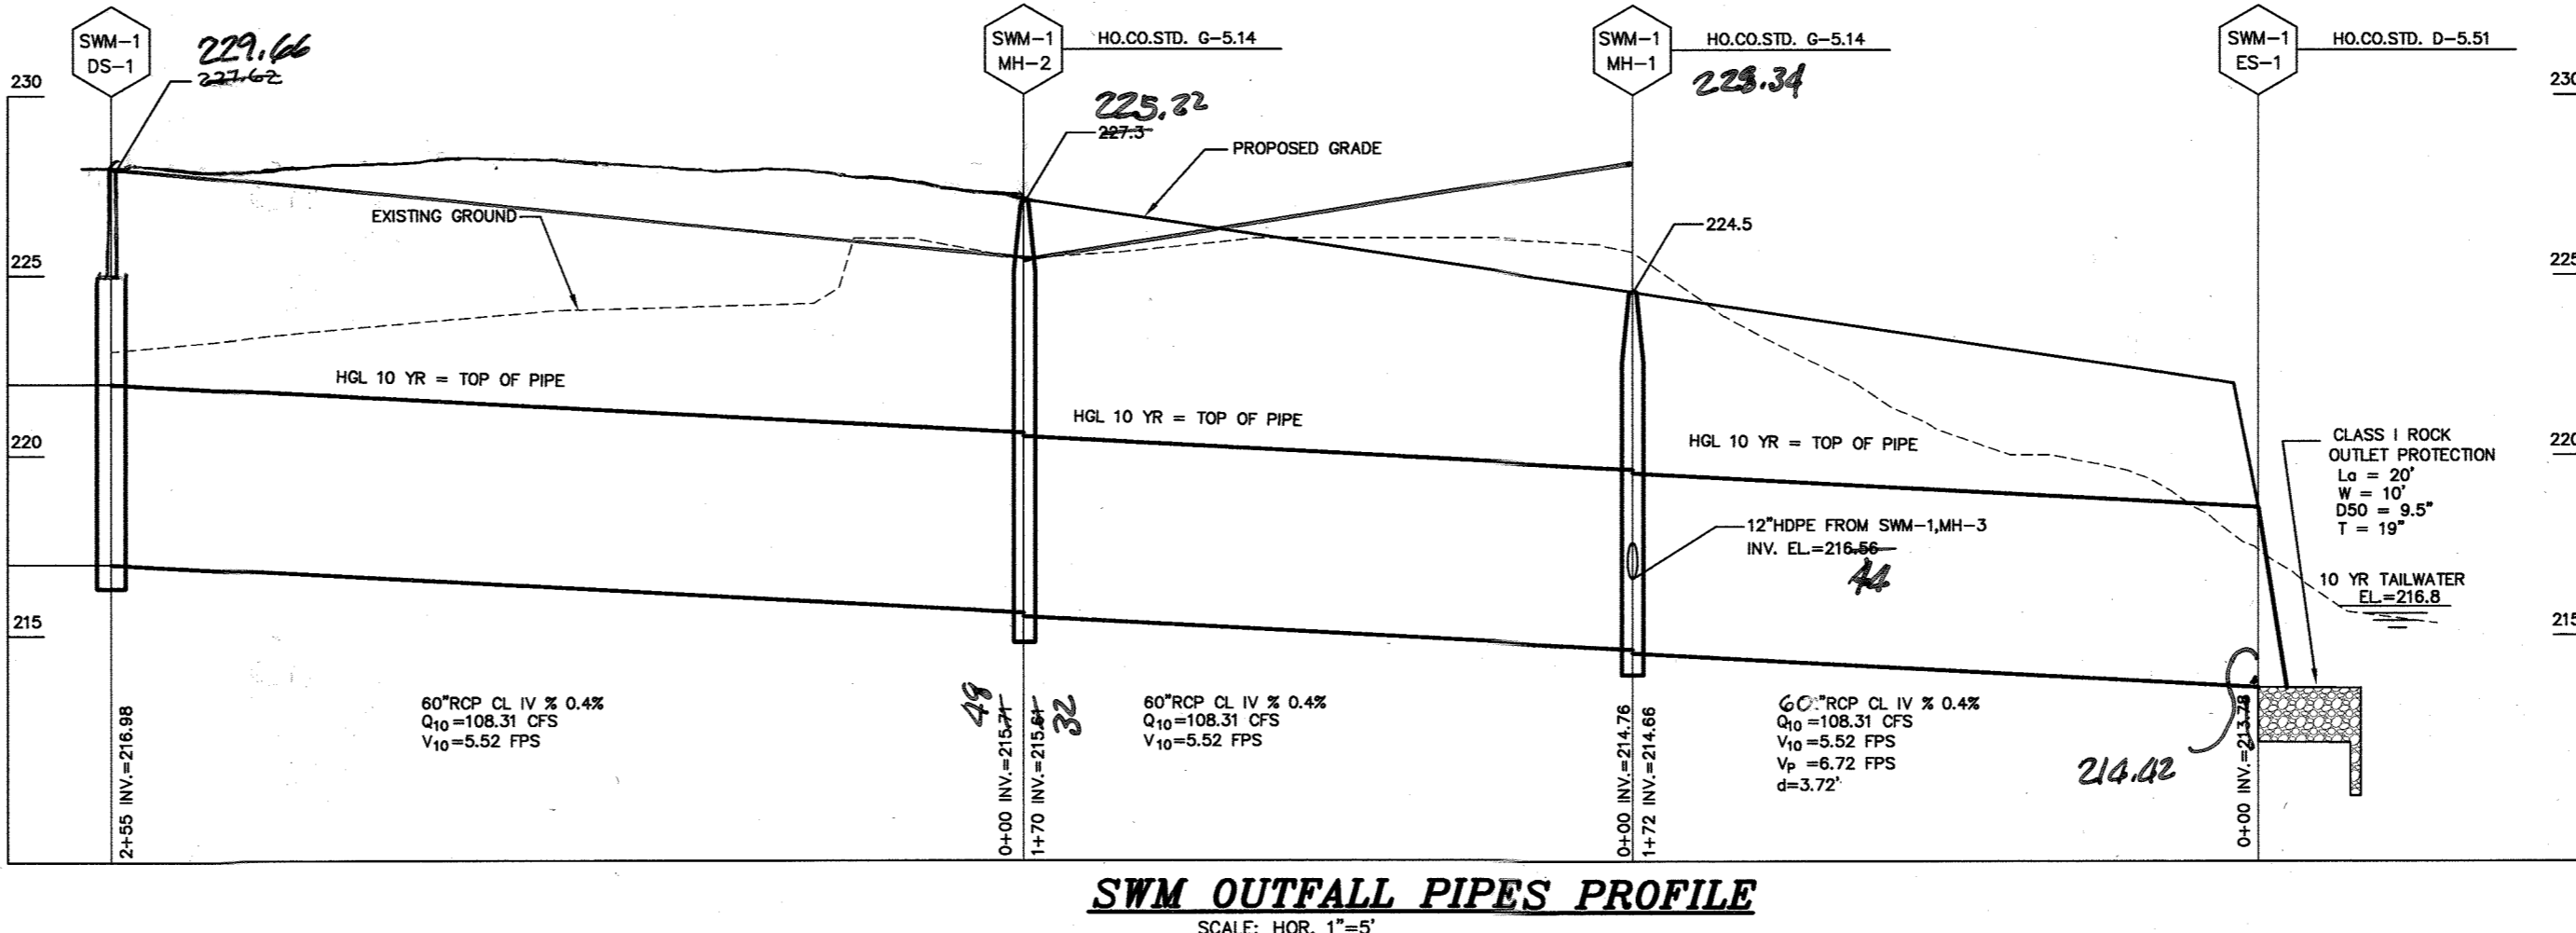 SWM-1
DS-1
229.66
227.62
SWM-1
MH-2
HO.CO.STD. G-5.14
225.22
227.3
SWM-1
MH-1
HO.CO.STD. G-5.14
228.34
SWM-1
ES-1
HO.CO.STD. D-5.51
230
230
PROPOSED GRADE
EXISTING GROUND
224.5
225
225
HGL 10 YR = TOP OF PIPE
HGL 10 YR = TOP OF PIPE
HGL 10 YR = TOP OF PIPE
220
220
CLASS I ROCK
OUTLET PROTECTION
La = 20'
W = 10'
D50 = 9.5"
T = 19"
12"HDPE FROM SWM-1,MH-3
INV. EL.=216.56
44
10 YR TAILWATER
EL.=216.8
215
215
2+55 INV.=216.98
60"RCP CL IV % 0.4%
Q10=108.31 CFS
V10=5.52 FPS
48
0+00 INV.=215.71
1+70 INV.=215.61
32
60"RCP CL IV % 0.4%
Q10=108.31 CFS
V10=5.52 FPS
0+00 INV.=214.76
1+72 INV.=214.66
60"RCP CL IV % 0.4%
Q10=108.31 CFS
V10=5.52 FPS
Vp =6.72 FPS
d=3.72'
214.42
0+00 INV.=213.78
SWM OUTFALL PIPES PROFILE
SCALE: HOR. 1"=5'